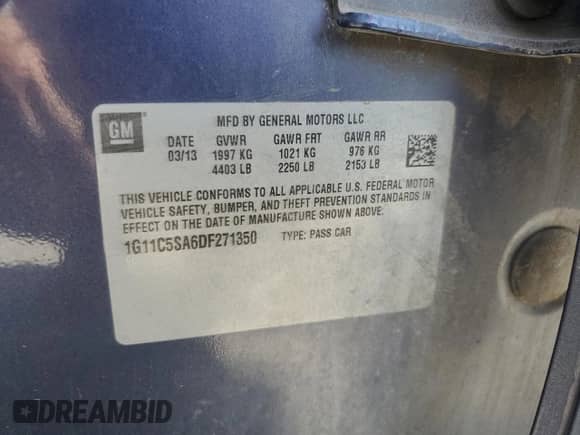 GM
MFD BY GENERAL MOTORS LLC
DATE GVWR GAWR FRT GAWR RR
03/13 1997 KG 1021 KG 976 KG
4403 LB 2250 LB 2153 LB
THIS VEHICLE CONFORMS TO ALL APPLICABLE U.S. FEDERAL MOTOR
VEHICLE SAFETY, BUMPER, AND THEFT PREVENTION STANDARDS IN
EFFECT ON THE DATE OF MANUFACTURE SHOWN ABOVE.
1G11C5SA6DF271350 TYPE: PASS CAR
DREAMBID